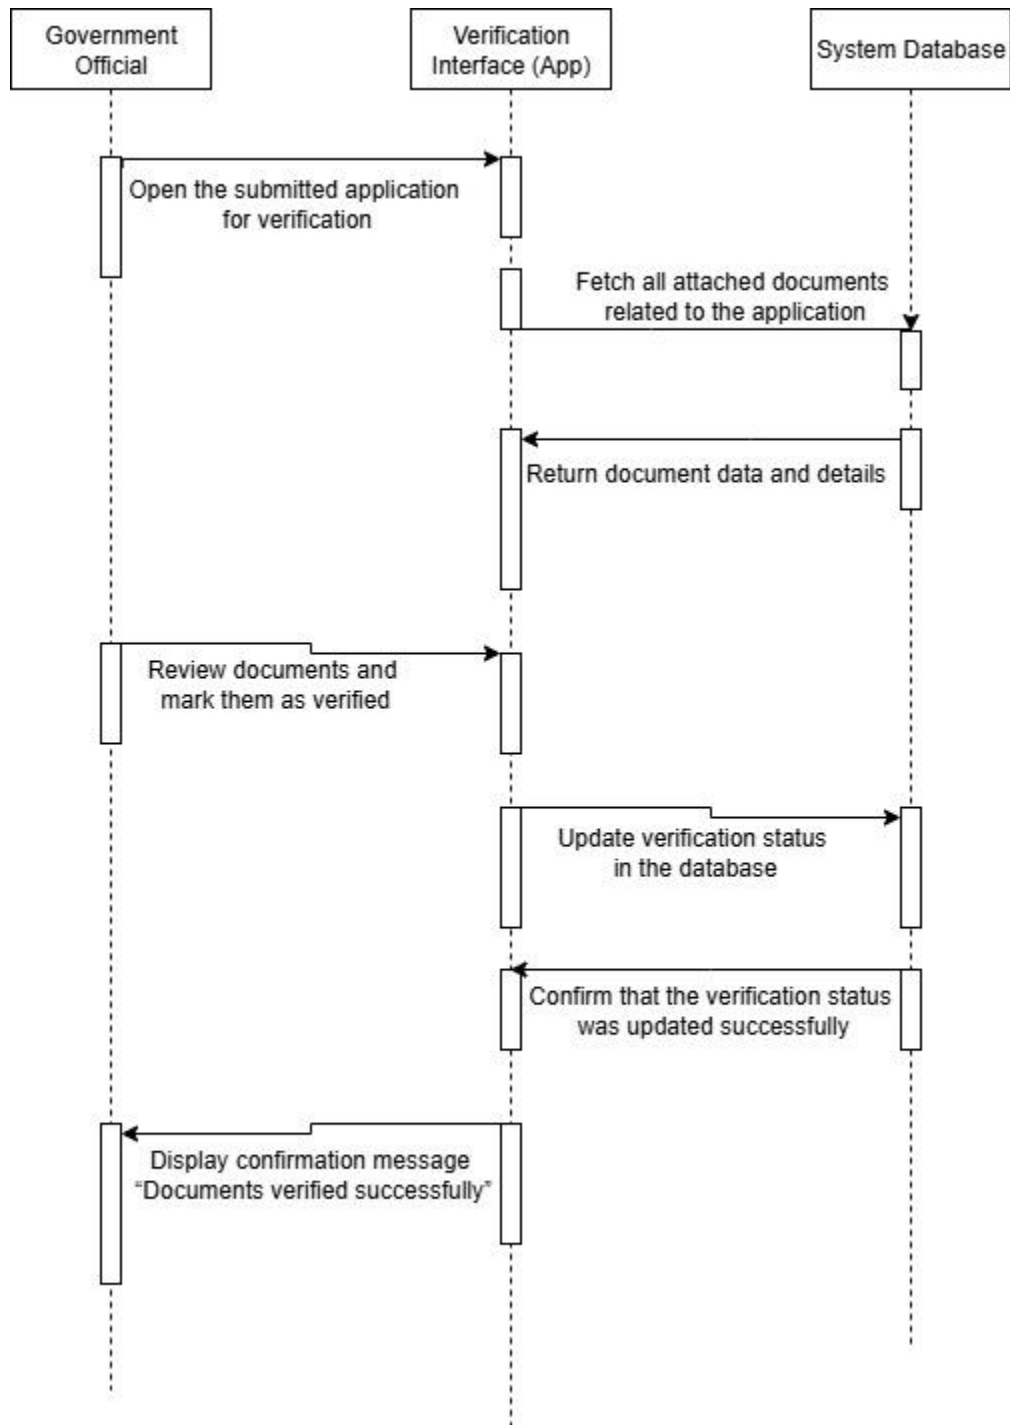 Government
Official
Verification
Interface (App)
System Database
Open the submitted application
for verification
Fetch all attached documents
related to the application
Return document data and details
Review documents and
mark them as verified
Update verification status
in the database
Confirm that the verification status
was updated successfully
Display confirmation message
“Documents verified successfully”